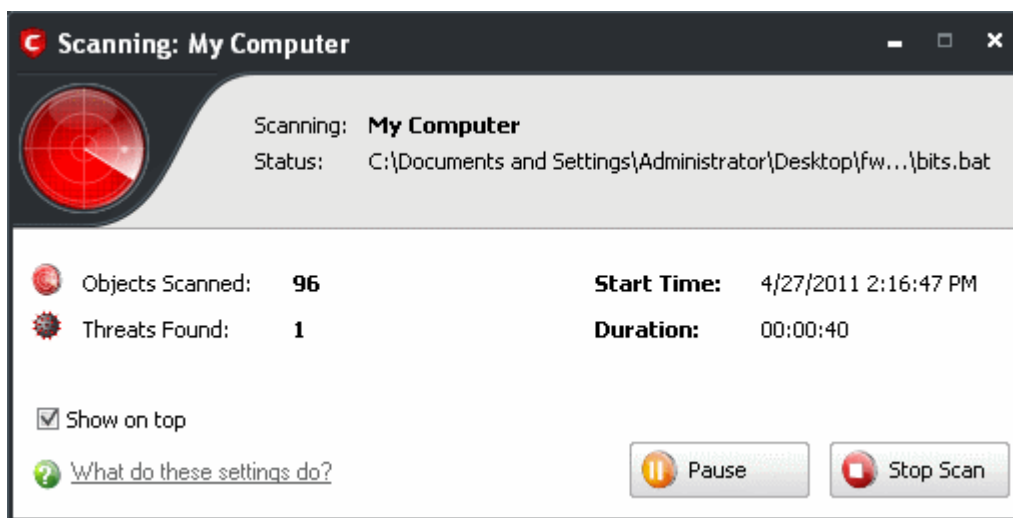 Scanning: My Computer
Scanning: My Computer
Status: C:\Documents and Settings\Administrator\Desktop\fw...\bits.bat
Objects Scanned: 96 Start Time: 4/27/2011 2:16:47 PM
Threats Found: 1 Duration: 00:00:40
Show on top
What do these settings do? Pause Stop Scan